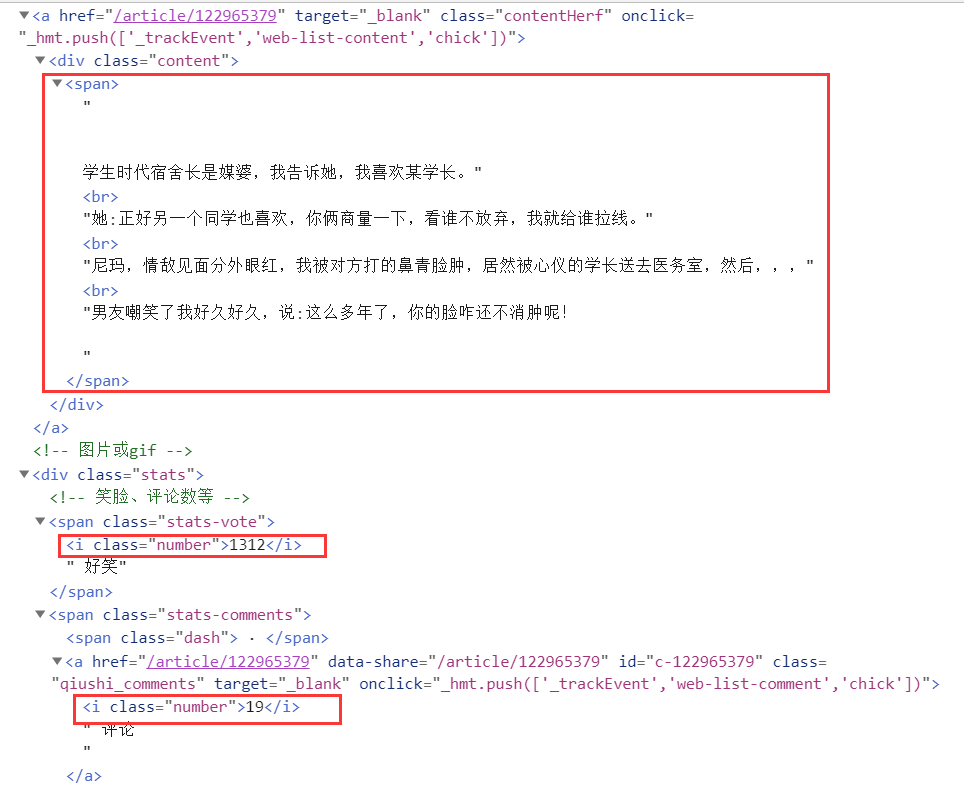 ▼<a href="/article/122965379" target="_blank" class="contentHerf" onclick=
"_hmt.push(['_trackEvent','web-list-content','chick'])">
▼<div class="content">
▼<span>
"
学生时代宿舍长是媒婆，我告诉她，我喜欢某学长。"
<br>
"她:正好另一个同学也喜欢，你俩商量一下，看谁不放弃，我就给谁拉线。"
<br>
"尼玛，情敌见面分外眼红，我被对方打的鼻青脸肿，居然被心仪的学长送去医务室，然后，，，"
<br>
"男友嘲笑了我好久好久，说:这么多年了，你的脸咋还不消肿呢！
"
</span>
</div>
</a>
<!-- 图片或gif -->
▼<div class="stats">
<!-- 笑脸、评论数等 -->
▼<span class="stats-vote">
<i class="number">1312</i>
" 好笑"
</span>
▼<span class="stats-comments">
<span class="dash"> · </span>
▼<a href="/article/122965379" data-share="/article/122965379" id="c-122965379" class=
"qiushi_comments" target="_blank" onclick="_hmt.push(['_trackEvent','web-list-comment','chick'])">
<i class="number">19</i>
" 评论
"
</a>